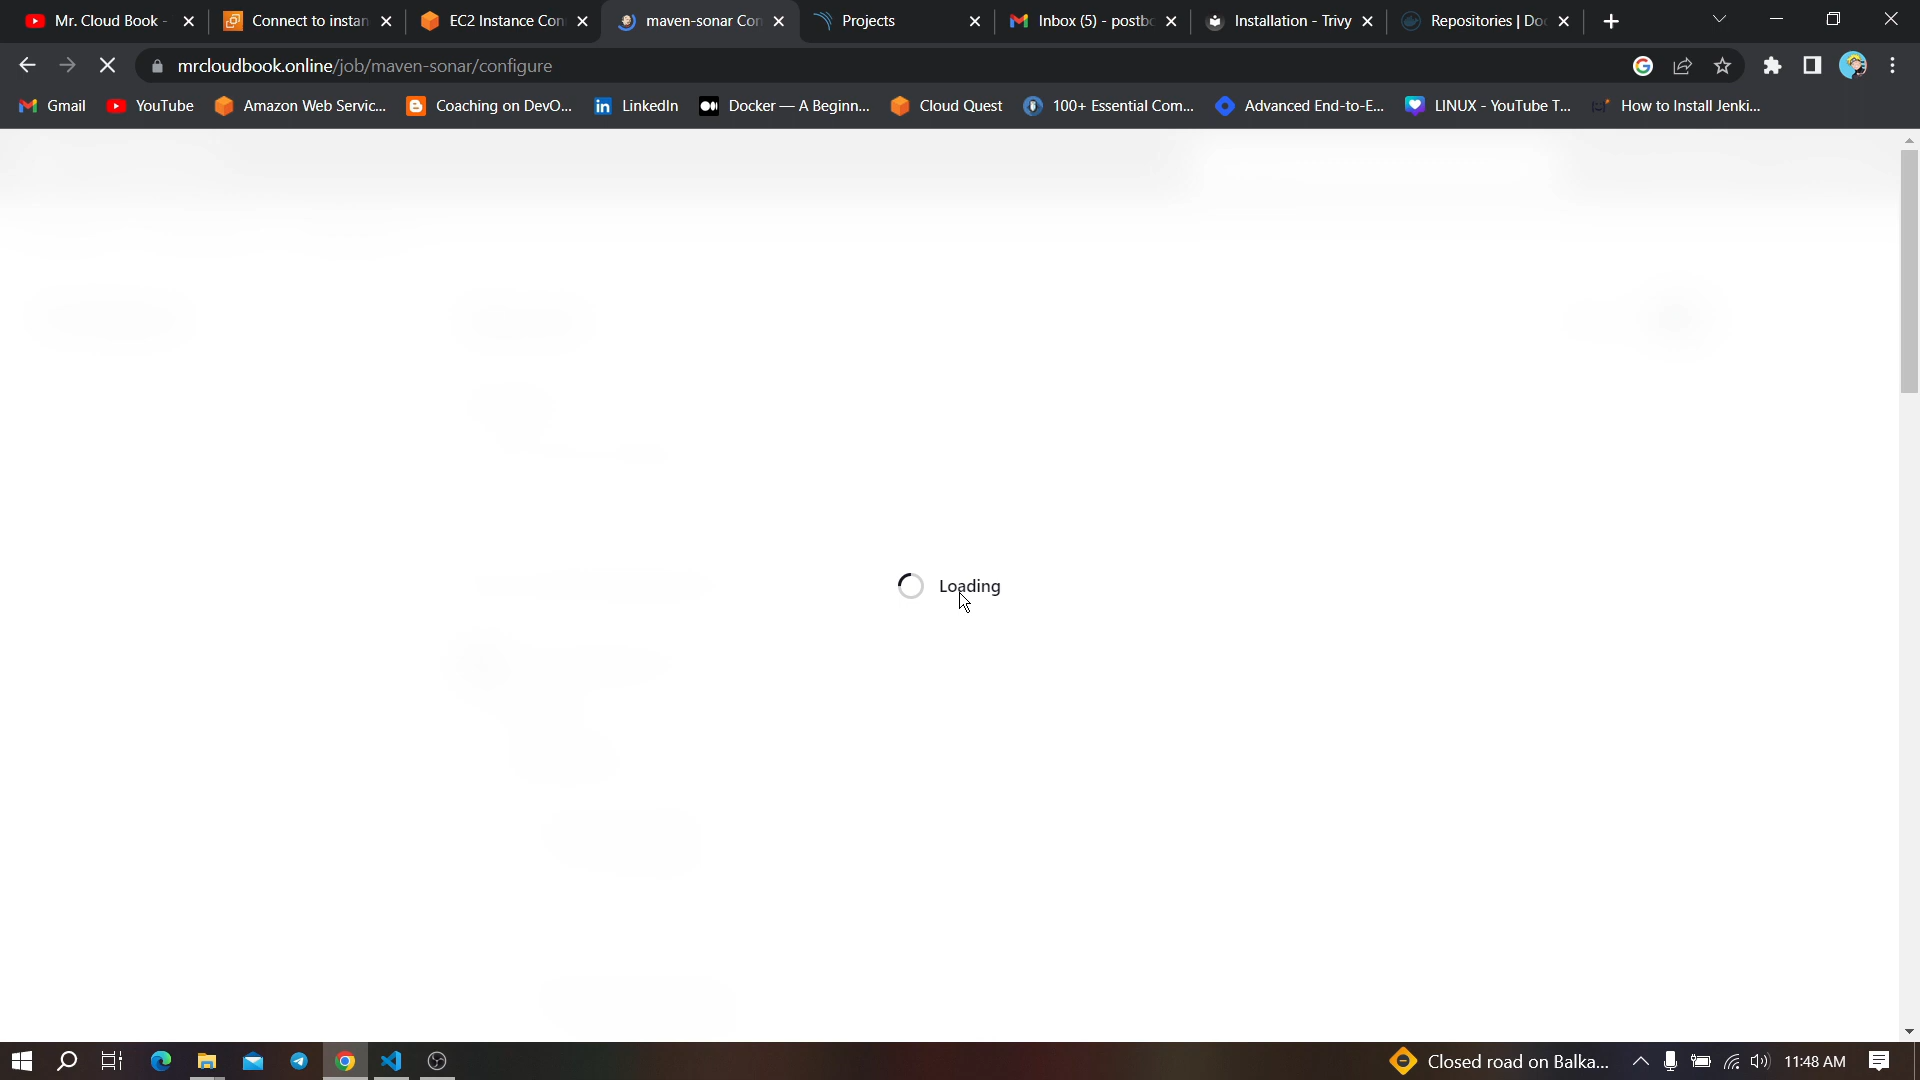 Mr. Cloud Book -
Connect to instan
EC2 Instance Con
maven-sonar Con
Projects
Inbox (5) - postbo
Installation - Trivy
Repositories | Do
mrcloudbook.online/job/maven-sonar/configure
Gmail
YouTube
Amazon Web Servic...
Coaching on DevO...
LinkedIn
Docker — A Beginn...
Cloud Quest
100+ Essential Com...
Advanced End-to-E...
LINUX - YouTube T...
How to Install Jenki...
Loading
Closed road on Balka...
11:48 AM